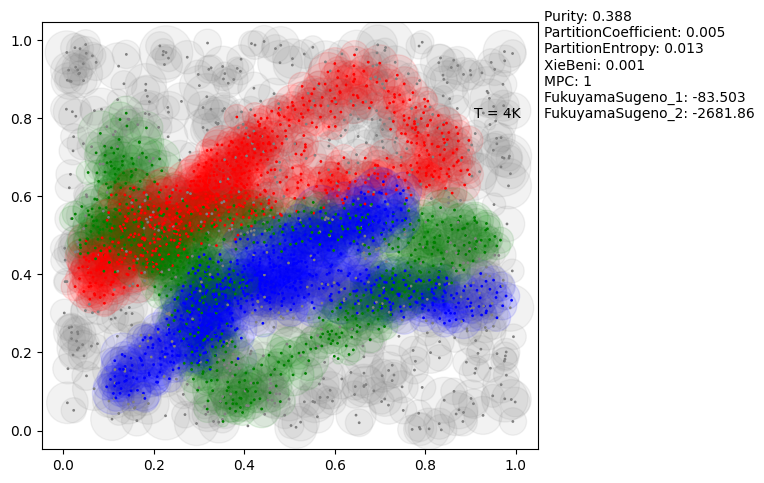 Purity: 0.388
PartitionCoefficient: 0.005
PartitionEntropy: 0.013
XieBeni: 0.001
MPC: 1
FukuyamaSugeno_1: -83.503
FukuyamaSugeno_2: -2681.86
T = 4K
1.0
0.8
0.6
0.4
0.2
0.0
0.0 0.2 0.4 0.6 0.8 1.0